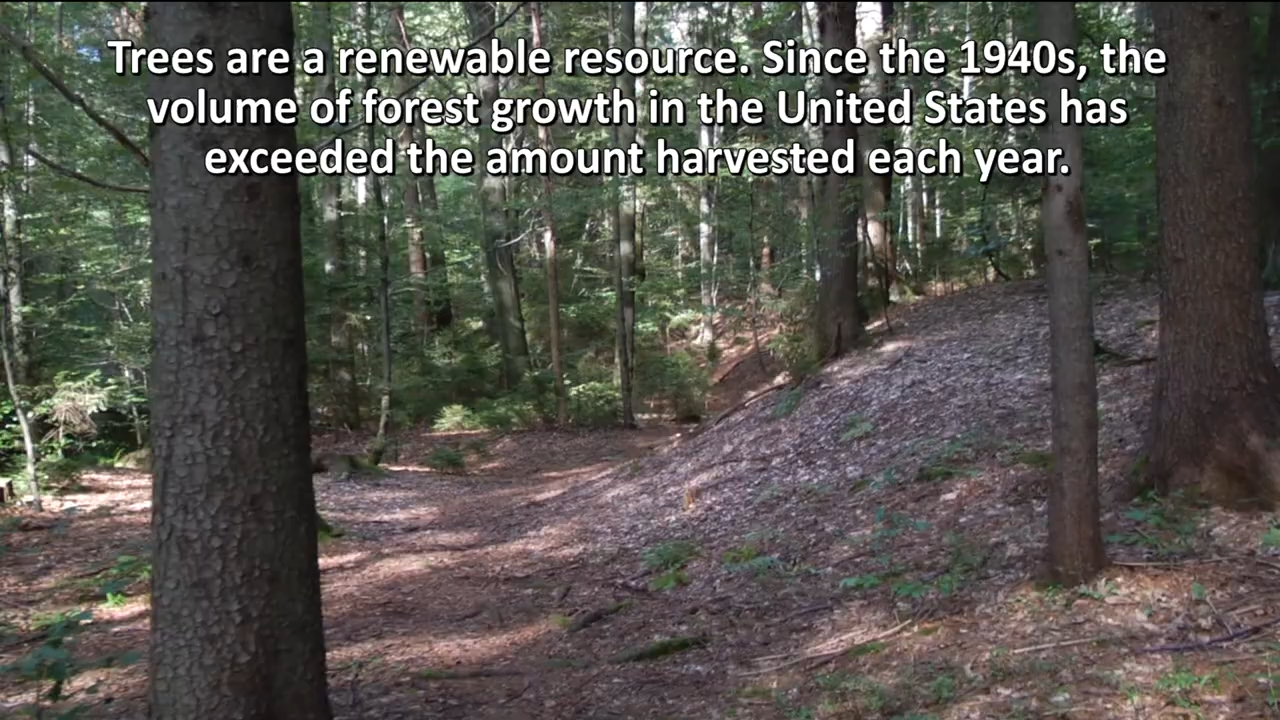 Trees are a renewable resource. Since the 1940s, the
volume of forest growth in the United States has
exceeded the amount harvested each year.